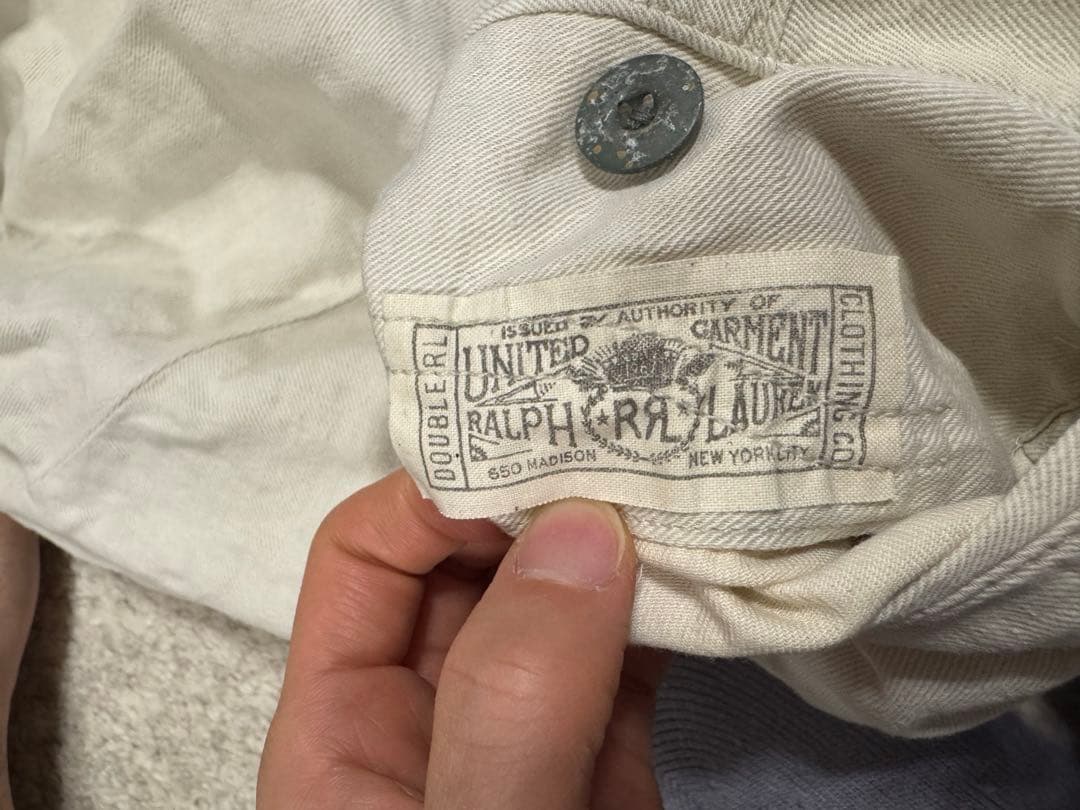 DOUBLE RL
ISSUED BY AUTHORITY OF
UNITED GARMENT
RALPH RRL LAUREN
650 MADISON NEW YORK CITY
CLOTHING CO